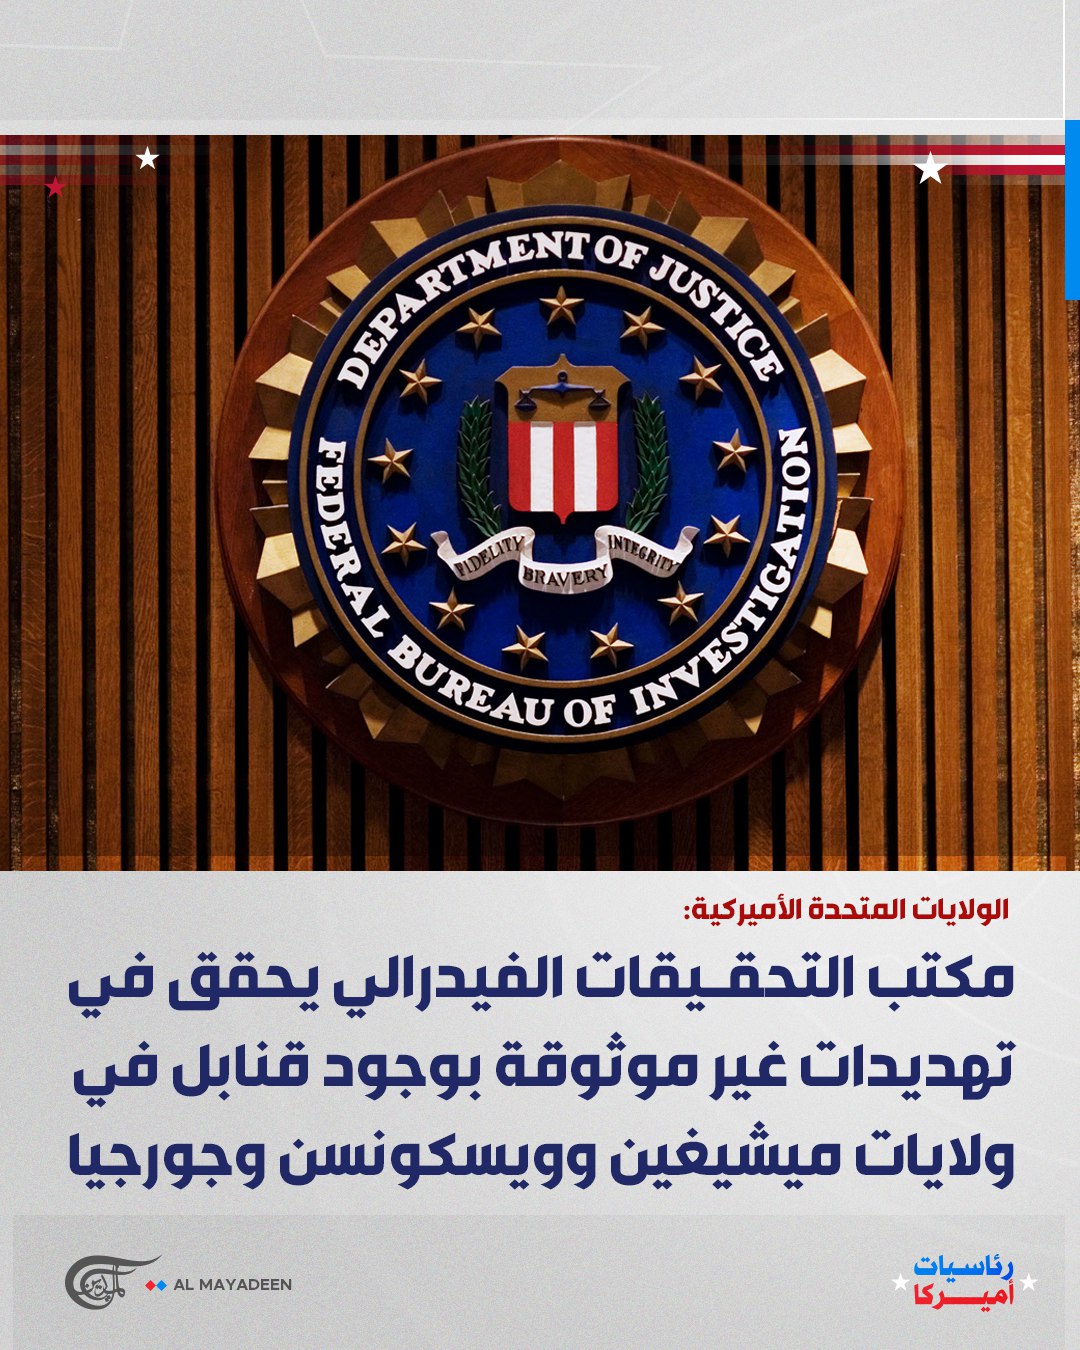 DEPARTMENT OF JUSTICE
FEDERAL BUREAU OF INVESTIGATION
FIDELITY BRAVERY INTEGRITY
الولايات المتحدة الأميركية:
مكتب التحقـيقات الفيدرالي يحقق في
تهديدات غير موثوقة بوجود قنابل في
ولايات ميشيغين وويسكونسن وجورجيا
رئاسيات
أميـــركا
الميادين
AL MAYADEEN